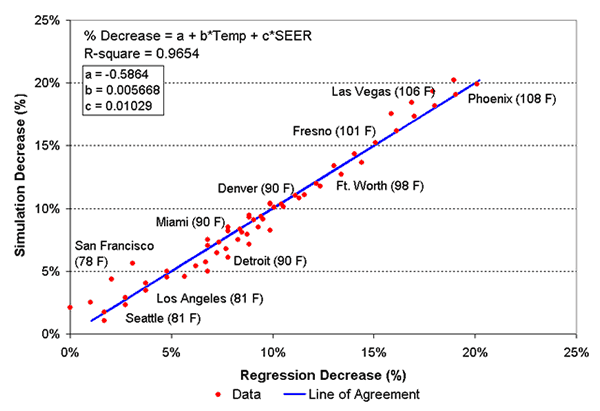 % Decrease = a + b*Temp + c*SEER
R-square = 0.9654
a = -0.5864
b = 0.005668
c = 0.01029
25%
20%
15%
10%
5%
0%
Simulation Decrease (%)
Las Vegas (106 F)
Phoenix (108 F)
Fresno (101 F)
Denver (90 F)
Ft. Worth (98 F)
Miami (90 F)
San Francisco
(78 F)
Detroit (90 F)
Los Angeles (81 F)
Seattle (81 F)
0% 5% 10% 15% 20% 25%
Regression Decrease (%)
Data Line of Agreement